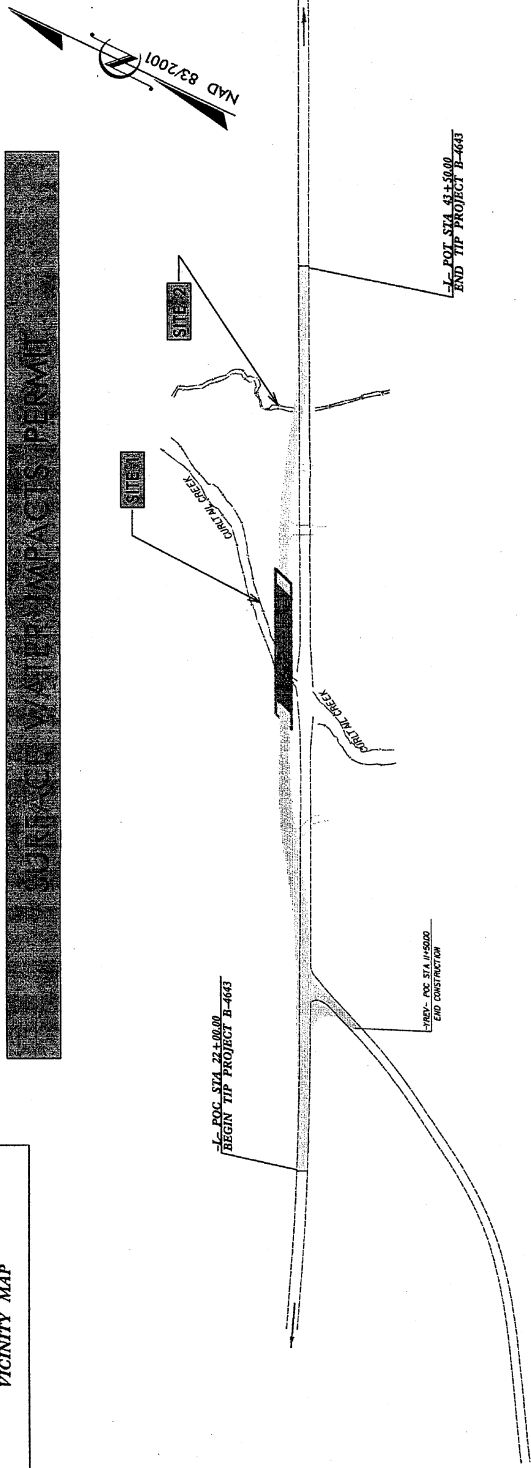 VICINITY MAP
SURFACE WATER IMPACTS PERMIT
NAD 83/2001
SITE 1
SITE 2
CURLTAIL CREEK
CURLTAIL CREEK
-L- POC STA 22+00.00
BEGIN TIP PROJECT B-4643
-YREV- POC STA 11+50.00
END CONSTRUCTION
-L- POT STA 43+50.00
END TIP PROJECT B-4643